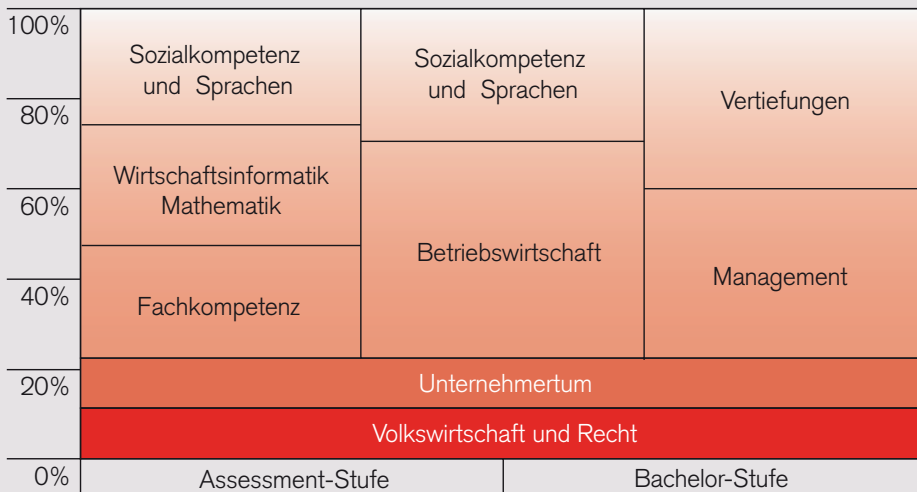 100%
80%
60%
40%
20%
0%
Sozialkompetenz
und Sprachen
Wirtschaftsinformatik
Mathematik
Fachkompetenz
Sozialkompetenz
und Sprachen
Betriebswirtschaft
Vertiefungen
Management
Unternehmertum
Volkswirtschaft und Recht
Assessment-Stufe
Bachelor-Stufe